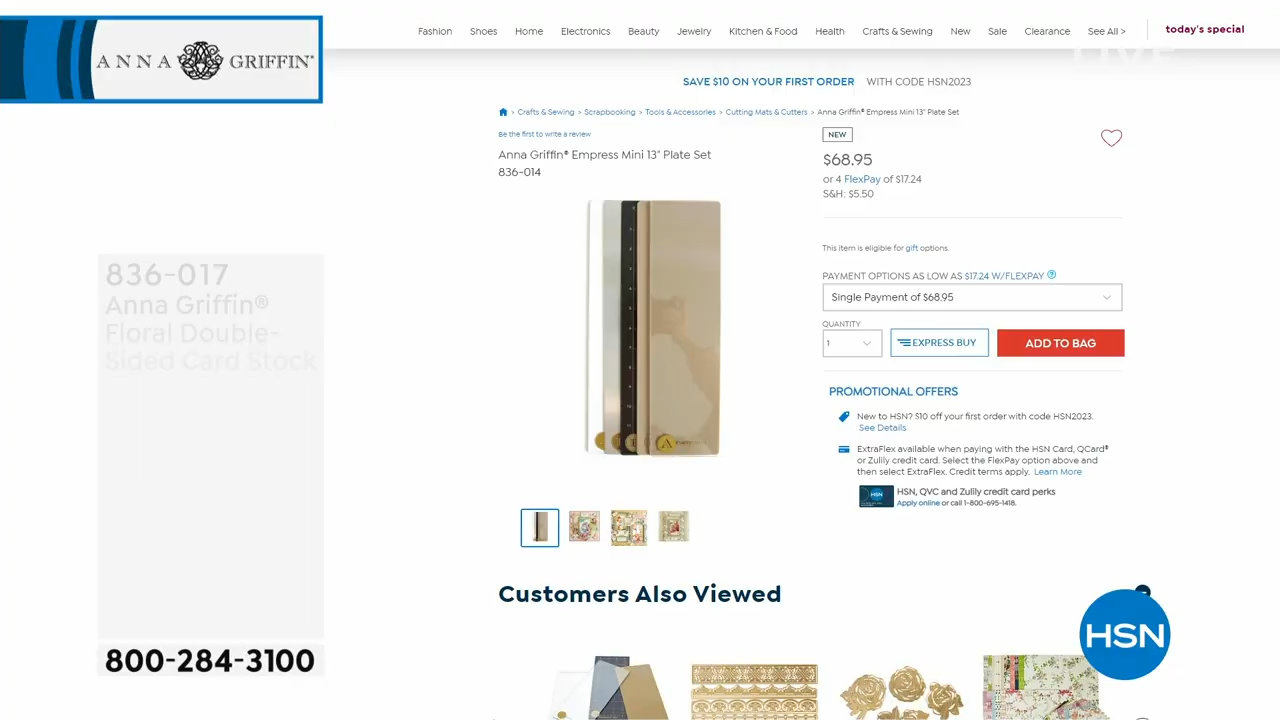 ANNA GRIFFIN®
Fashion Shoes Home Electronics Beauty Jewelry Kitchen & Food Health Crafts & Sewing New Sale Clearance See All > today's special
LIVE
SAVE $10 ON YOUR FIRST ORDER WITH CODE HSN2023
> Crafts & Sewing > Scrapbooking > Tools & Accessories > Cutting Mats & Cutters > Anna Griffin® Empress Mini 13" Plate Set
Be the first to write a review
Anna Griffin® Empress Mini 13" Plate Set
836-014
NEW
$68.95
or 4 FlexPay of $17.24
S&H: $5.50
This item is eligible for gift options.
PAYMENT OPTIONS AS LOW AS $17.24 W/FLEXPAY ?
Single Payment of $68.95
QUANTITY
1
EXPRESS BUY
ADD TO BAG
PROMOTIONAL OFFERS
New to HSN? $10 off your first order with code HSN2023.
See Details
ExtraFlex available when paying with the HSN Card, QCard®
or Zulily credit card. Select the FlexPay option above and
then select ExtraFlex. Credit terms apply. Learn More
HSN
HSN, QVC and Zulily credit card perks
Apply online or call 1-800-695-1418.
836-017
Anna Griffin®
Floral Double-
Sided Card Stock
800-284-3100
Customers Also Viewed
HSN